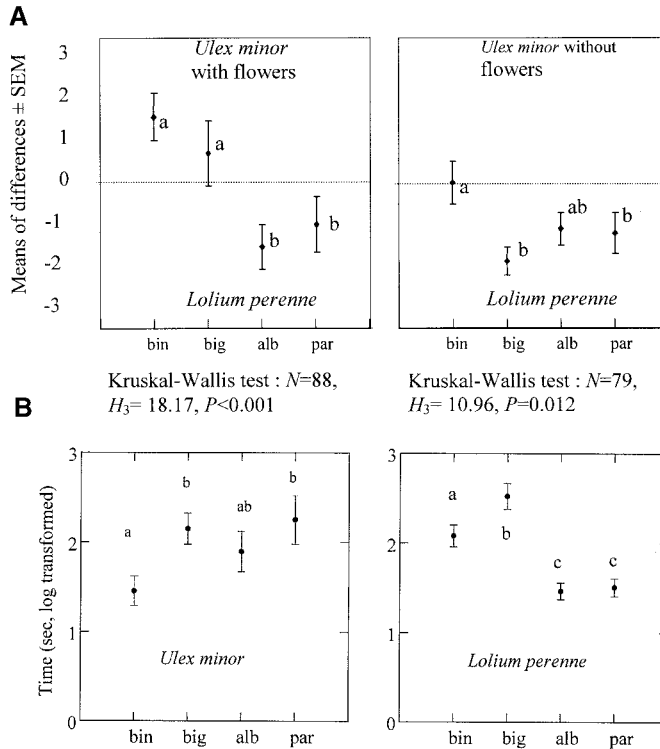 A
Means of differences ± SEM
3
2
1
0
-1
-2
-3
Ulex minor
with flowers
a
a
b
b
Lolium perenne
bin big alb par
Ulex minor without
flowers
a
b
ab
b
Lolium perenne
bin big alb par
Kruskal-Wallis test : N=88,
H3= 18.17, P<0.001
Kruskal-Wallis test : N=79,
H3= 10.96, P=0.012
B
Time (sec, log transformed)
3
2
1
0
a
b
ab
b
Ulex minor
bin big alb par
3
2
1
0
a
b
c
c
Lolium perenne
bin big alb par